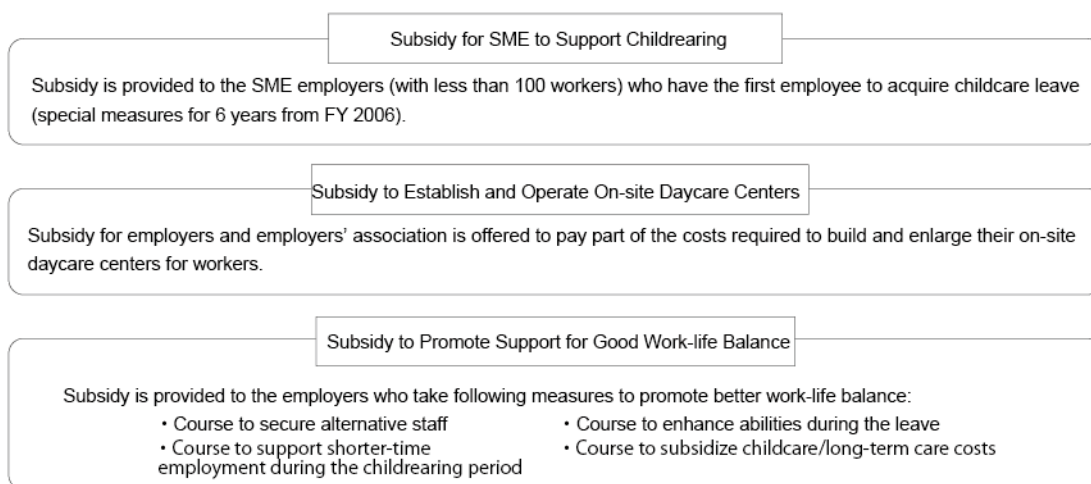 Subsidy for SME to Support Childrearing
Subsidy is provided to the SME employers (with less than 100 workers) who have the first employee to acquire childcare leave
(special measures for 6 years from FY 2006).
Subsidy to Establish and Operate On-site Daycare Centers
Subsidy for employers and employers’ association is offered to pay part of the costs required to build and enlarge their on-site
daycare centers for workers.
Subsidy to Promote Support for Good Work-life Balance
Subsidy is provided to the employers who take following measures to promote better work-life balance:
・Course to secure alternative staff
・Course to support shorter-time
employment during the childrearing period
・Course to enhance abilities during the leave
・Course to subsidize childcare/long-term care costs